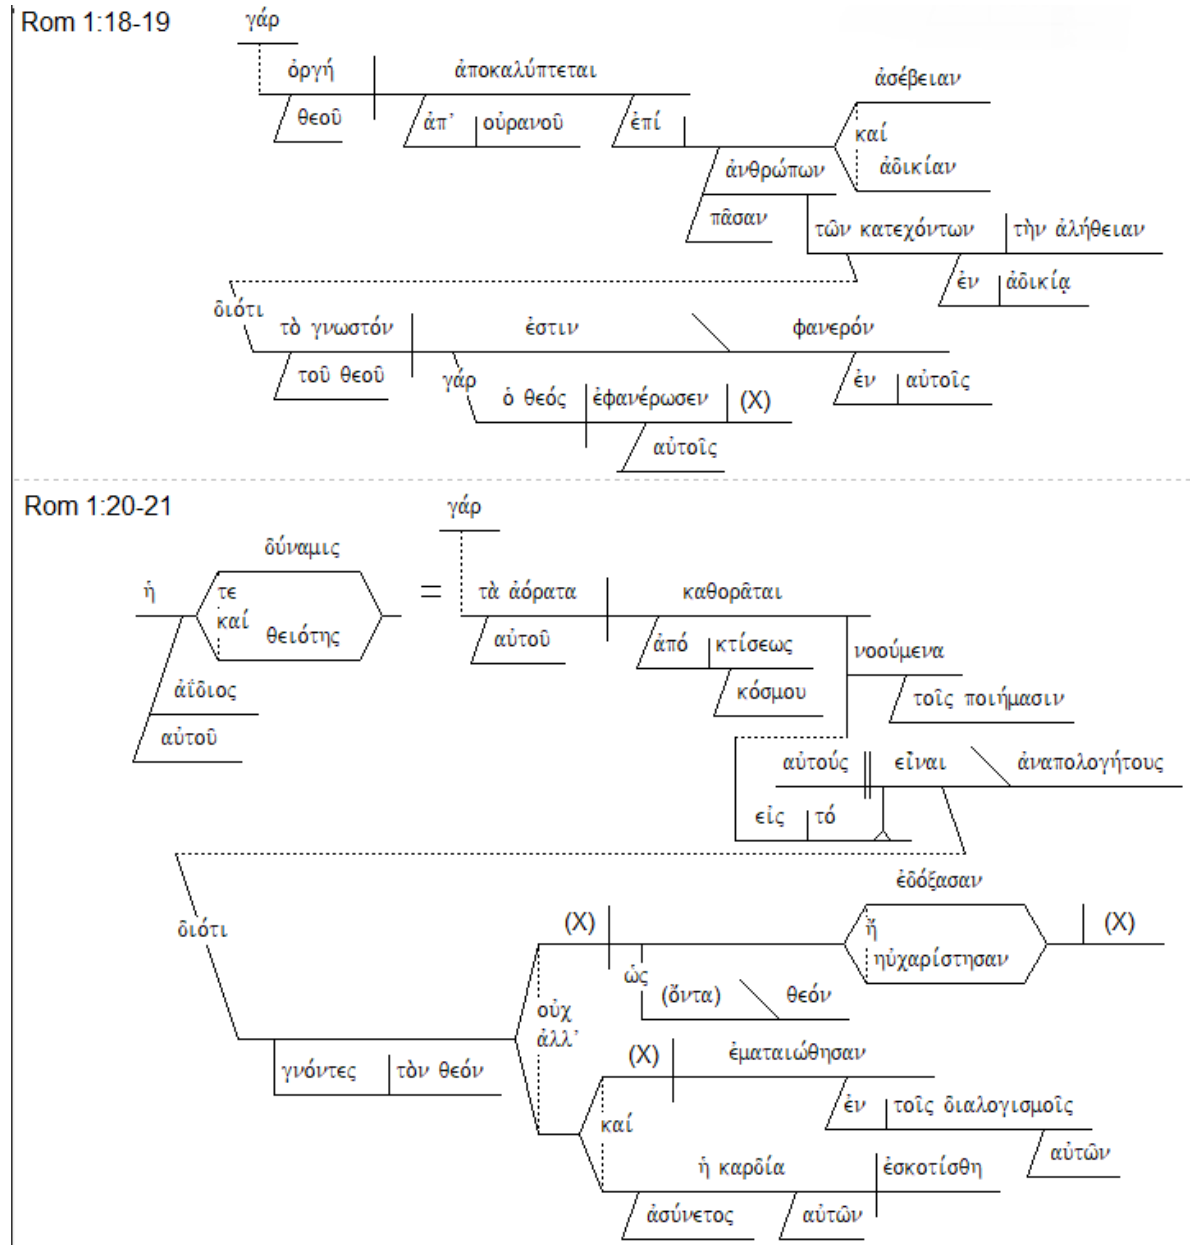 Rom 1:18-19
γάρ
ὀργή ἀποκαλύπτεται ἀσέβειαν
θεοῦ ἀπ' οὐρανοῦ ἐπί καί
ἀνθρώπων ἀδικίαν
πᾶσαν τῶν κατεχόντων τὴν ἀλήθειαν
ἐν ἀδικίᾳ
διότι
τὸ γνωστόν ἐστιν φανερόν
τοῦ θεοῦ γάρ ἐν αὐτοῖς
ὁ θεός ἐφανέρωσεν (X)
αὐτοῖς
Rom 1:20-21
γάρ
δύναμις
ἡ τε = τὰ ἀόρατα καθορᾶται
καί θειότης αὐτοῦ ἀπό κτίσεως νοούμενα
ἀΐδιος κόσμου τοῖς ποιήμασιν
αὐτοῦ
αὐτούς εἶναι ἀναπολογήτους
εἰς τό
διότι
ἐδόξασαν
(X) ἤ (X)
ὡς ηὐχαρίστησαν
(ὄντα) θεόν
οὐχ
ἀλλ'
γνόντες τὸν θεόν (X) ἐματαιώθησαν
ἐν τοῖς διαλογισμοῖς
καί αὐτῶν
ἡ καρδία ἐσκοτίσθη
ἀσύνετος αὐτῶν